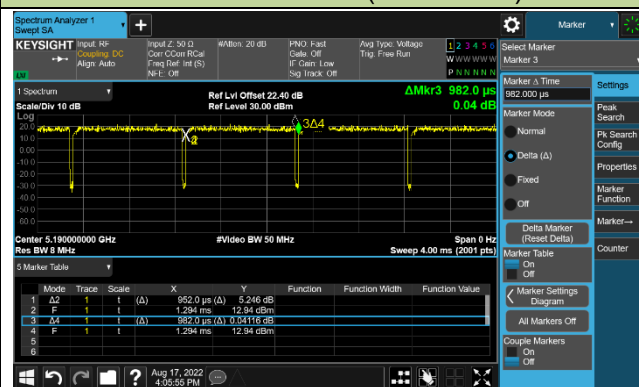 Spectrum Analyzer 1
Swept SA
+
Marker
KEYSIGHT
Input: RF
Coupling: DC
Align: Auto
Input Z: 50 Ω
Corr CCorr RCal
Freq Ref: Int (S)
NFE: Off
#Atten: 20 dB
PNO: Fast
Gate: Off
IF Gain: Low
Sig Track: Off
Avg Type: Voltage
Trig: Free Run
1 2 3 4 5 6
W W W W W W
P N N N N N
LXI
Select Marker
Marker 3
1 Spectrum
Scale/Div 10 dB
Ref Lvl Offset 22.40 dB
Ref Level 30.00 dBm
ΔMkr3 982.0 µs
0.04 dB
Log
20.0
10.0
0.00
-10.0
-20.0
-30.0
-40.0
-50.0
-60.0
3Δ4
2
Center 5.190000000 GHz
Res BW 8 MHz
#Video BW 50 MHz
Span 0 Hz
Sweep 4.00 ms (2001 pts)
5 Marker Table
Mode Trace Scale X Y Function Function Width Function Value
1 Δ2 1 t (Δ) 952.0 µs (Δ) 5.246 dB
2 F 1 t 1.294 ms 12.94 dBm
3 Δ4 1 t (Δ) 982.0 µs (Δ) 0.04116 dB
4 F 1 t 1.294 ms 12.94 dBm
5
6
Marker Δ Time
982.000 µs
Marker Mode
Normal
Delta (Δ)
Fixed
Off
Delta Marker
(Reset Delta)
Marker Table
On
Off
Marker Settings
Diagram
All Markers Off
Couple Markers
On
Off
Settings
Peak
Search
Pk Search
Config
Properties
Marker
Function
Marker→
Counter
?
Aug 17, 2022
4:05:55 PM